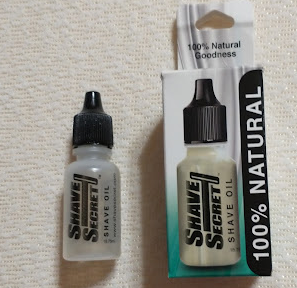 100% Natural
Goodness
SHAVE
SECRET
SHAVE OIL
SHAVE
SECRET
SHAVE OIL
100% NATURAL